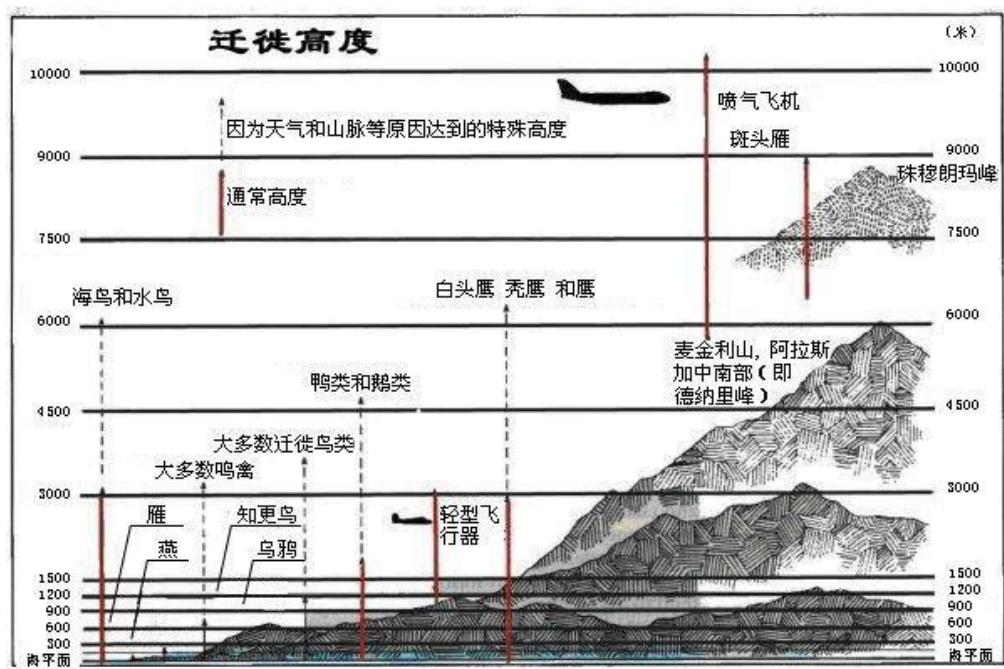 迁徙高度
(米)
10000
10000
喷气飞机
因为天气和山脉等原因达到的特殊高度
斑头雁
9000
9000
珠穆朗玛峰
通常高度
7500
7500
白头鹰 秃鹰 和鹰
海鸟和水鸟
6000
6000
麦金利山, 阿拉斯
加中南部(即
德纳里峰)
鸭类和鹅类
4500
4500
大多数迁徙鸟类
大多数鸣禽
3000
3000
雁
知更鸟
轻型飞
行器
燕
乌鸦
1500
1500
1200
1200
900
900
600
600
300
300
海平面
海平面